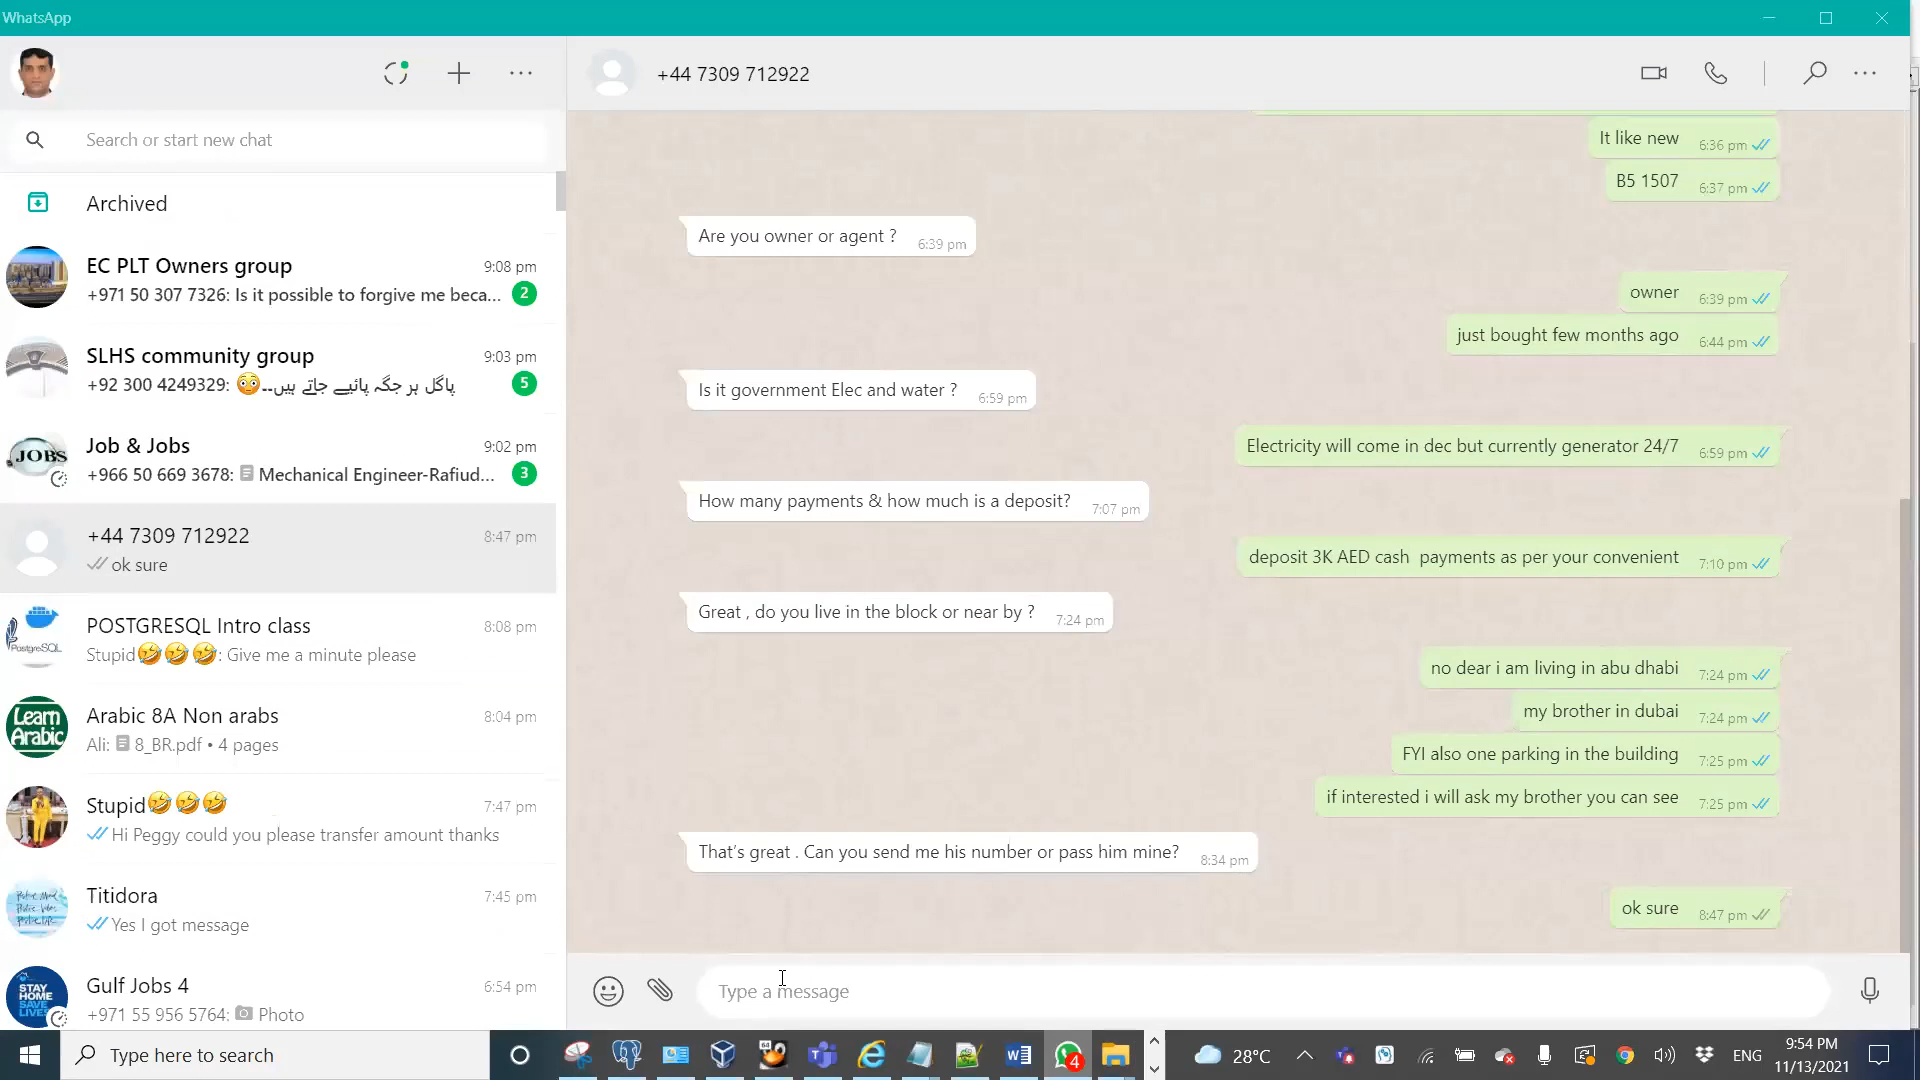 WhatsApp
Search or start new chat
Archived
EC PLT Owners group
9:08 pm
+971 50 307 7326: Is it possible to forgive me beca...
2
SLHS community group
9:03 pm
+92 300 4249329: 😳پاگل ہر جگہ پائیے جاتے ہیں۔۔
5
JOBS
Job & Jobs
9:02 pm
+966 50 669 3678: Mechanical Engineer-Rafiud...
3
+44 7309 712922
8:47 pm
ok sure
PostgreSQL
POSTGRESQL Intro class
8:08 pm
Stupid🤣🤣🤣: Give me a minute please
Learn
Arabic
Arabic 8A Non arabs
8:04 pm
Ali: 8_BR.pdf • 4 pages
Stupid🤣🤣🤣
7:47 pm
Hi Peggy could you please transfer amount thanks
Titidora
7:45 pm
Yes I got message
STAY
HOME
SAVE
LIVES
Gulf Jobs 4
6:54 pm
+971 55 956 5764: Photo
+44 7309 712922
It like new 6:36 pm
B5 1507 6:37 pm
Are you owner or agent ? 6:39 pm
owner 6:39 pm
just bought few months ago 6:44 pm
Is it government Elec and water ? 6:59 pm
Electricity will come in dec but currently generator 24/7 6:59 pm
How many payments & how much is a deposit? 7:07 pm
deposit 3K AED cash  payments as per your convenient 7:10 pm
Great , do you live in the block or near by ? 7:24 pm
no dear i am living in abu dhabi 7:24 pm
my brother in dubai 7:24 pm
FYI also one parking in the building 7:25 pm
if interested i will ask my brother you can see 7:25 pm
That's great . Can you send me his number or pass him mine? 8:34 pm
ok sure 8:47 pm
Type a message
Type here to search
4
28°C
ENG
9:54 PM
11/13/2021